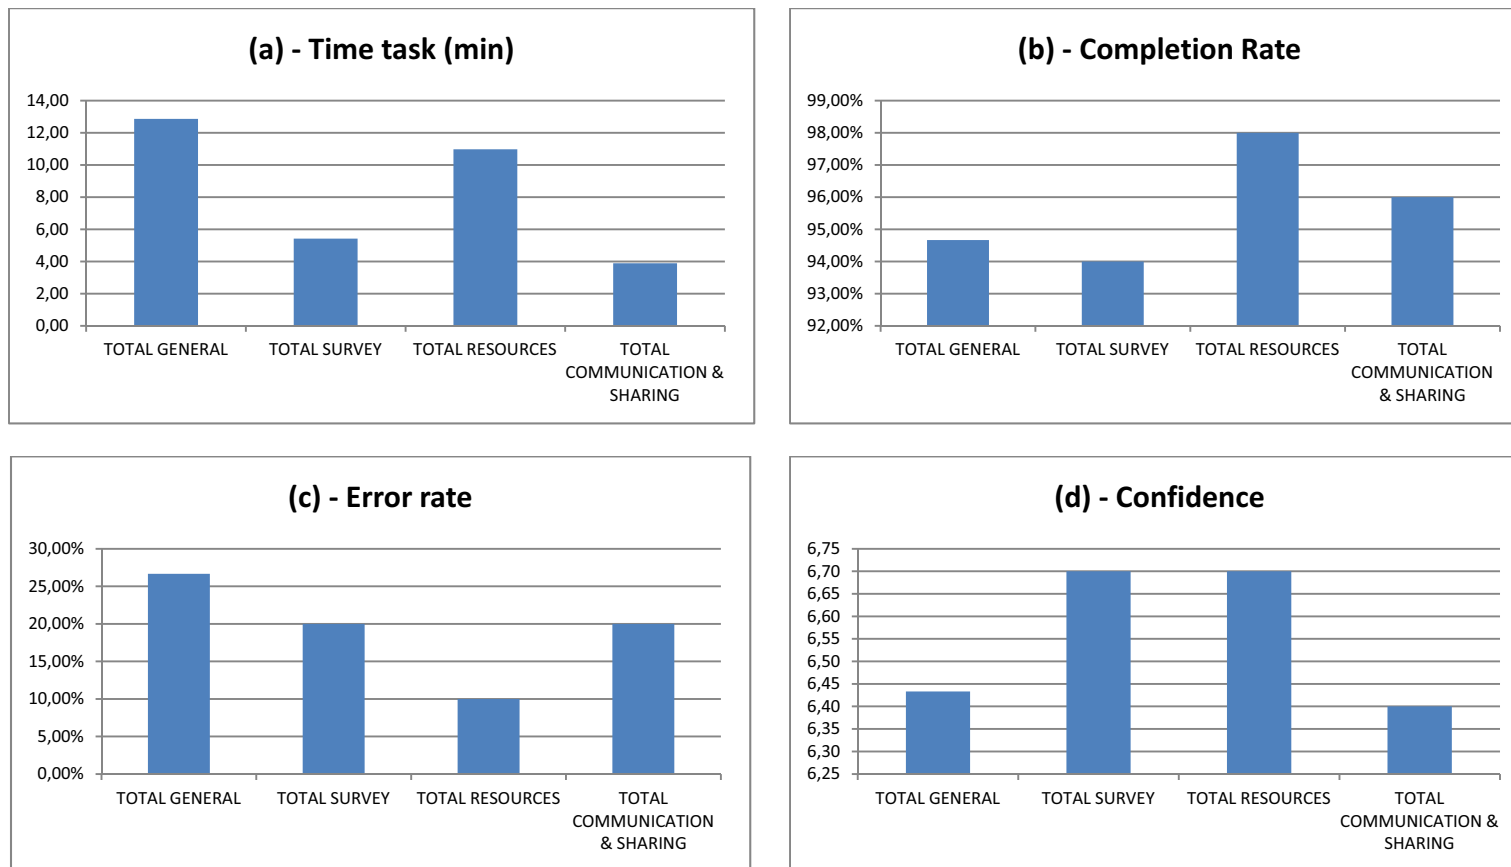 (a) - Time task (min)
14,00
12,00
10,00
8,00
6,00
4,00
2,00
0,00
TOTAL GENERAL TOTAL SURVEY TOTAL RESOURCES TOTAL
COMMUNICATION &
SHARING
(b) - Completion Rate
99,00%
98,00%
97,00%
96,00%
95,00%
94,00%
93,00%
92,00%
TOTAL GENERAL TOTAL SURVEY TOTAL RESOURCES TOTAL
COMMUNICATION
& SHARING
(c) - Error rate
30,00%
25,00%
20,00%
15,00%
10,00%
5,00%
0,00%
TOTAL GENERAL TOTAL SURVEY TOTAL RESOURCES TOTAL
COMMUNICATION
& SHARING
(d) - Confidence
6,75
6,70
6,65
6,60
6,55
6,50
6,45
6,40
6,35
6,30
6,25
TOTAL GENERAL TOTAL SURVEY TOTAL RESOURCES TOTAL
COMMUNICATION &
SHARING